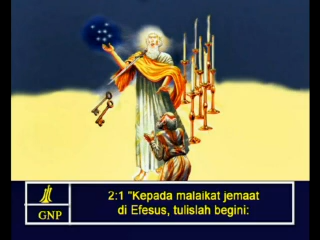 2:1 "Kepada malaikat jemaat
di Efesus, tulislah begini:
GNP